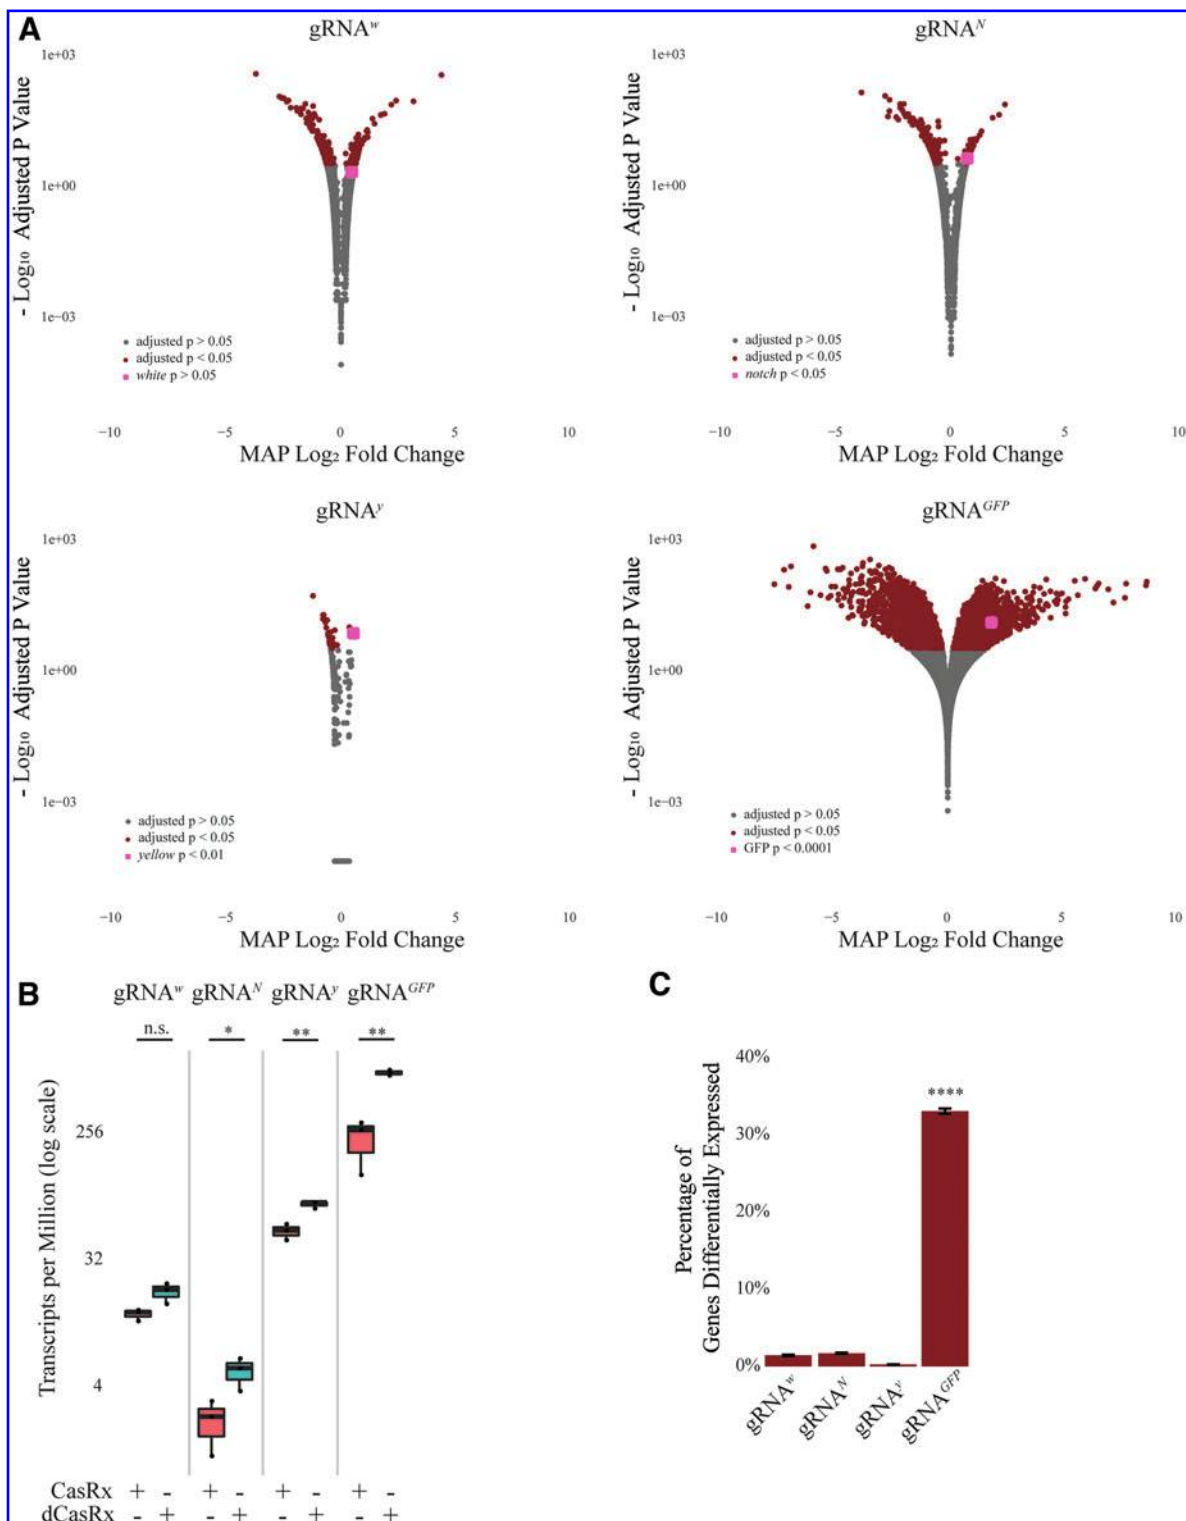 A
gRNAʷ
gRNAᴺ
1e+03
1e+00
1e−03
- Log₁₀ Adjusted P Value
adjusted p > 0.05
adjusted p < 0.05
white p > 0.05
−10 −5 0 5 10
MAP Log₂ Fold Change
1e+03
1e+00
1e−03
- Log₁₀ Adjusted P Value
adjusted p > 0.05
adjusted p < 0.05
notch p < 0.05
−10 −5 0 5 10
MAP Log₂ Fold Change
gRNAʸ
gRNAᴳᶠᴾ
1e+03
1e+00
1e−03
- Log₁₀ Adjusted P Value
adjusted p > 0.05
adjusted p < 0.05
yellow p < 0.01
−10 −5 0 5 10
MAP Log₂ Fold Change
1e+03
1e+00
1e−03
- Log₁₀ Adjusted P Value
adjusted p > 0.05
adjusted p < 0.05
GFP p < 0.0001
−10 −5 0 5 10
MAP Log₂ Fold Change
B
gRNAʷ gRNAᴺ gRNAʸ gRNAᴳᶠᴾ
n.s. * ** **
Transcripts per Million (log scale)
256
32
4
CasRx + - + - + - + -
dCasRx - + - + - + - +
C
Percentage of
Genes Differentially Expressed
40%
30%
20%
10%
0%
****
gRNAʷ
gRNAᴺ
gRNAʸ
gRNAᴳᶠᴾ